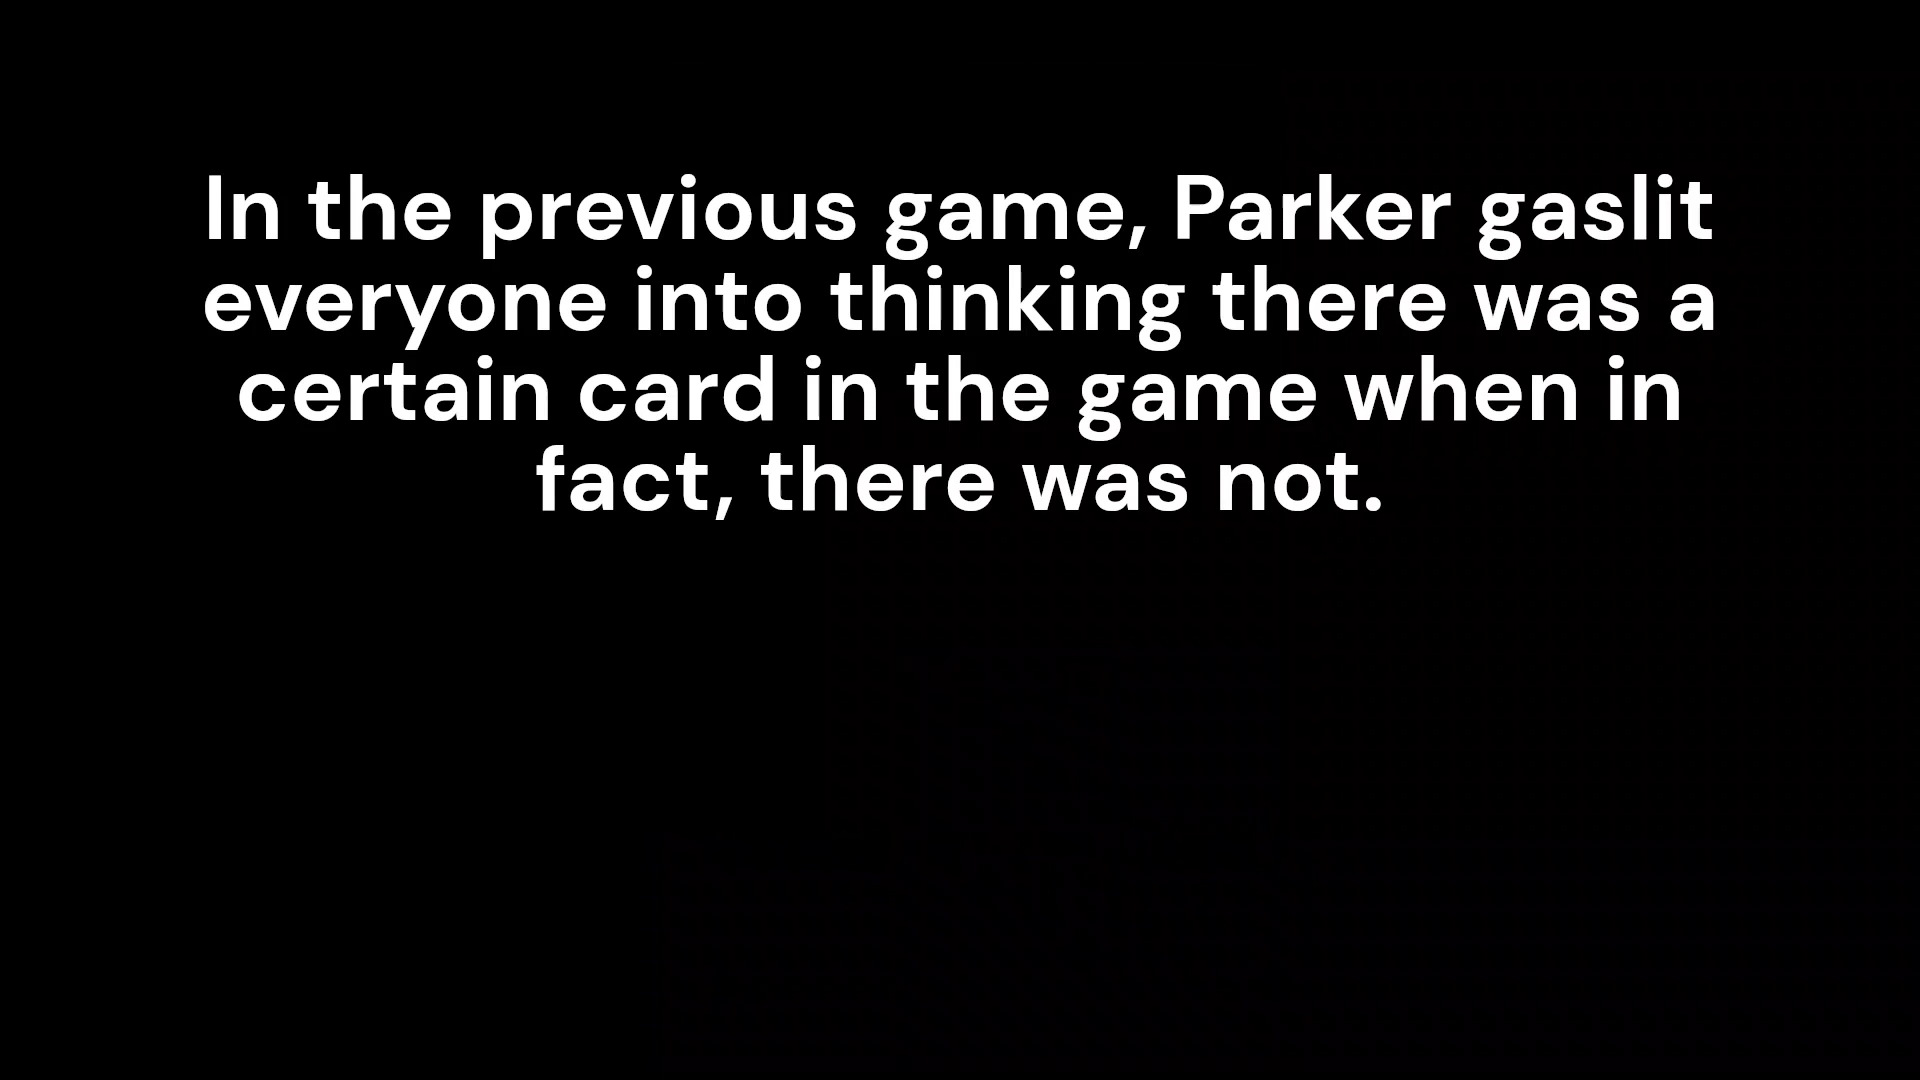 In the previous game, Parker gaslit
everyone into thinking there was a
certain card in the game when in
fact, there was not.